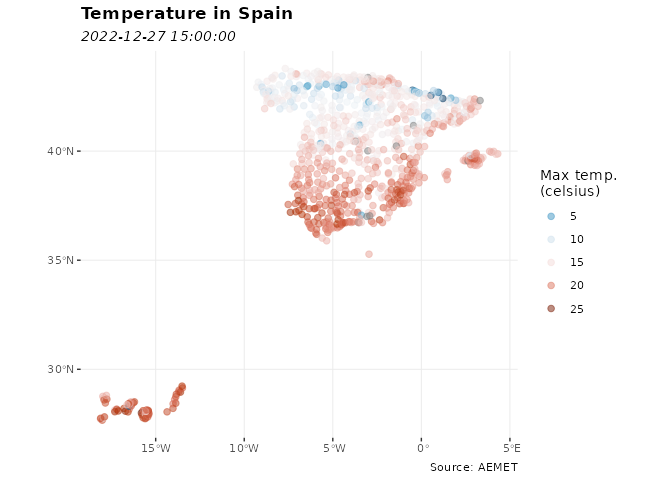 Temperature in Spain
2022-12-27 15:00:00
40°N
35°N
30°N
15°W
10°W
5°W
0°
5°E
Max temp.
(celsius)
5
10
15
20
25
Source: AEMET